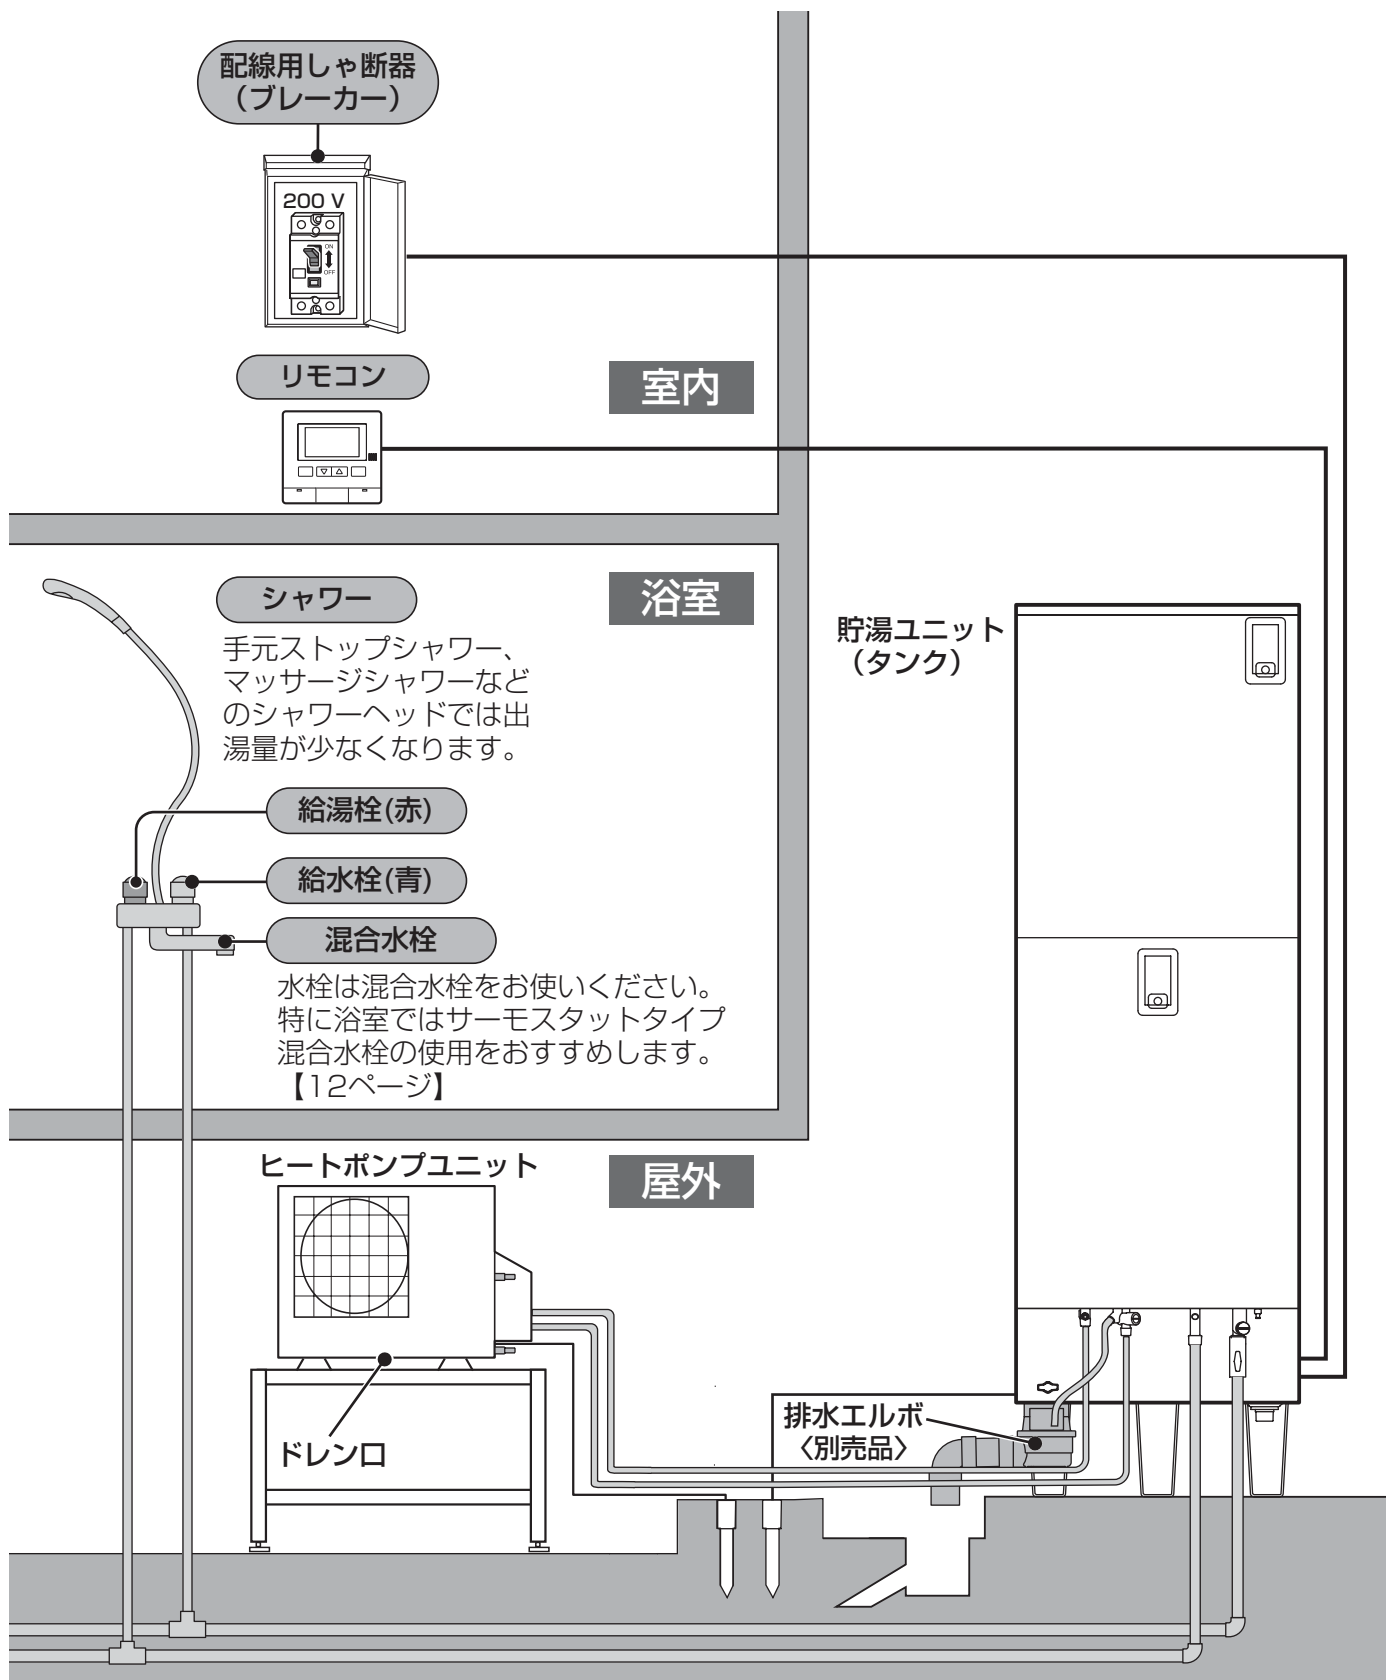 配線用しゃ断器
(ブレーカー)
200 V
ON
OFF
リモコン
室内
シャワー
浴室
手元ストップシャワー、
マッサージシャワーなど
のシャワーヘッドでは出
湯量が少なくなります。
貯湯ユニット
(タンク)
給湯栓(赤)
給水栓(青)
混合水栓
水栓は混合水栓をお使いください。
特に浴室ではサーモスタットタイプ
混合水栓の使用をおすすめします。
【12ページ】
ヒートポンプユニット
屋外
排水エルボ
〈別売品〉
ドレン口